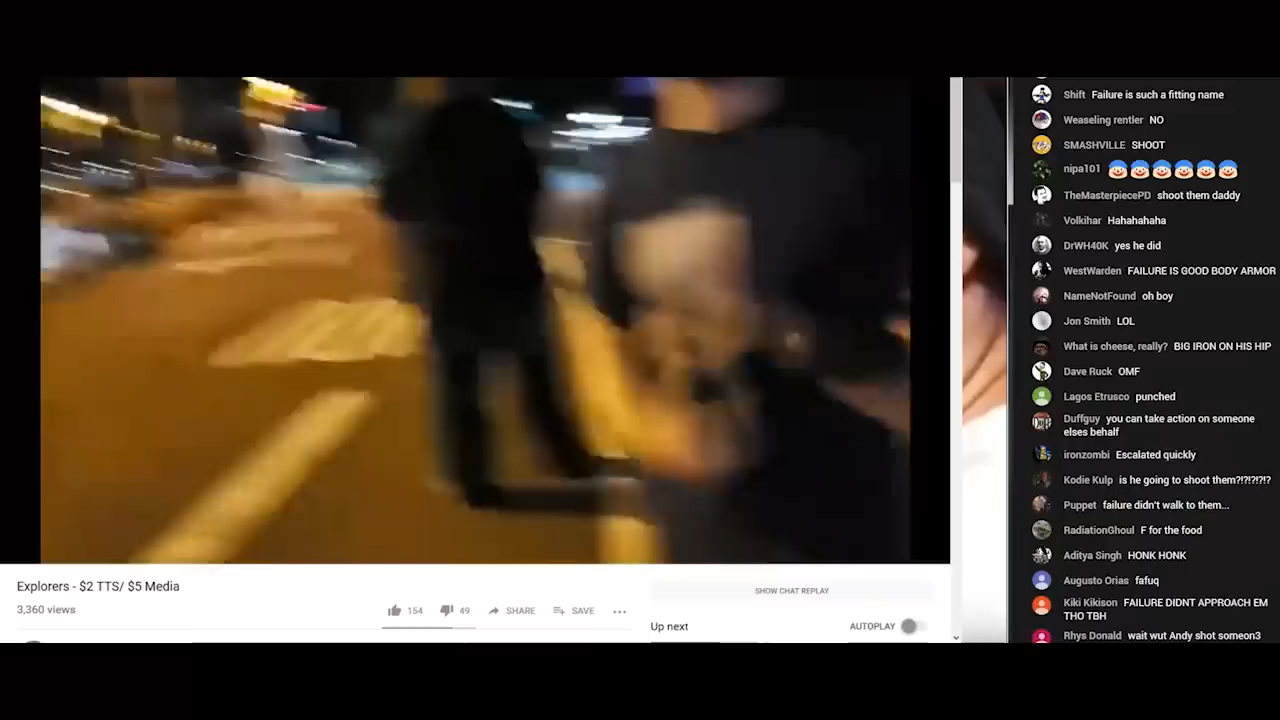 Shift Failure is such a fitting name
Weaseling rentler NO
SMASHVILLE SHOOT
nipa101
TheMasterpiecePD shoot them daddy
Volkihar Hahahahaha
DrWH40K yes he did
WestWarden FAILURE IS GOOD BODY ARMOR
NameNotFound oh boy
Jon Smith LOL
What is cheese, really? BIG IRON ON HIS HIP
Dave Ruck OMF
Lagos Etrusco punched
Duffguy you can take action on someone
elses behalf
ironzombi Escalated quickly
Kodie Kulp is he going to shoot them?!?!?!?!?
Puppet failure didn't walk to them...
RadiationGhoul F for the food
Aditya Singh HONK HONK
Augusto Orias fafuq
Kiki Kikison FAILURE DIDNT APPROACH EM
THO TBH
Rhys Donald wait wut Andy shot someon3
Explorers - $2 TTS/ $5 Media
3,360 views
154
49
SHARE
SAVE
SHOW CHAT REPLAY
Up next
AUTOPLAY